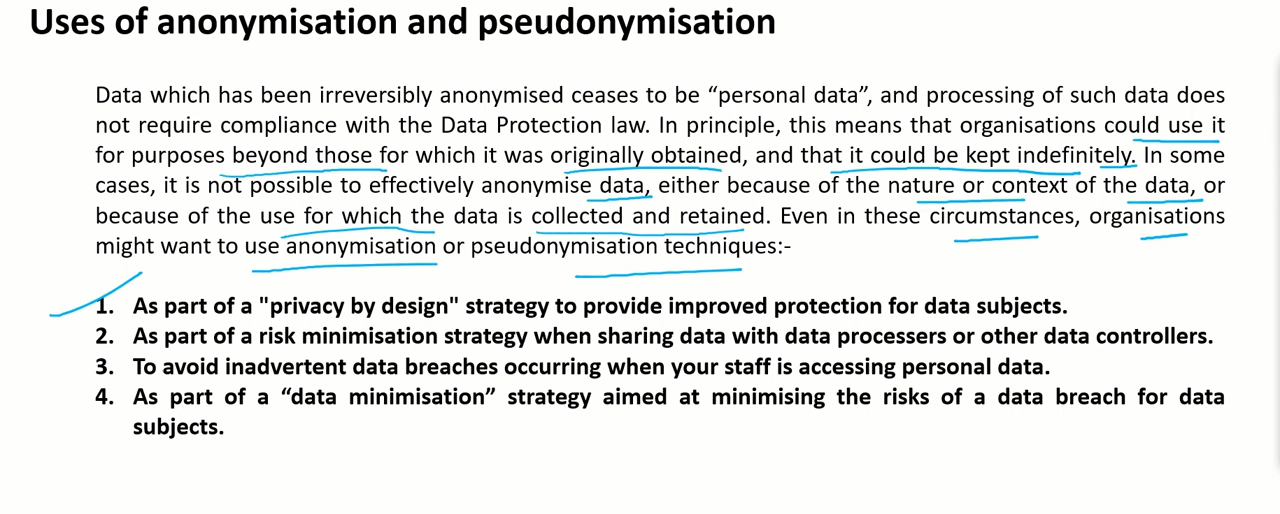 Uses of anonymisation and pseudonymisation
Data which has been irreversibly anonymised ceases to be “personal data”, and processing of such data does
not require compliance with the Data Protection law. In principle, this means that organisations could use it
for purposes beyond those for which it was originally obtained, and that it could be kept indefinitely. In some
cases, it is not possible to effectively anonymise data, either because of the nature or context of the data, or
because of the use for which the data is collected and retained. Even in these circumstances, organisations
might want to use anonymisation or pseudonymisation techniques:-
1. As part of a "privacy by design" strategy to provide improved protection for data subjects.
2. As part of a risk minimisation strategy when sharing data with data processers or other data controllers.
3. To avoid inadvertent data breaches occurring when your staff is accessing personal data.
4. As part of a “data minimisation” strategy aimed at minimising the risks of a data breach for data
subjects.